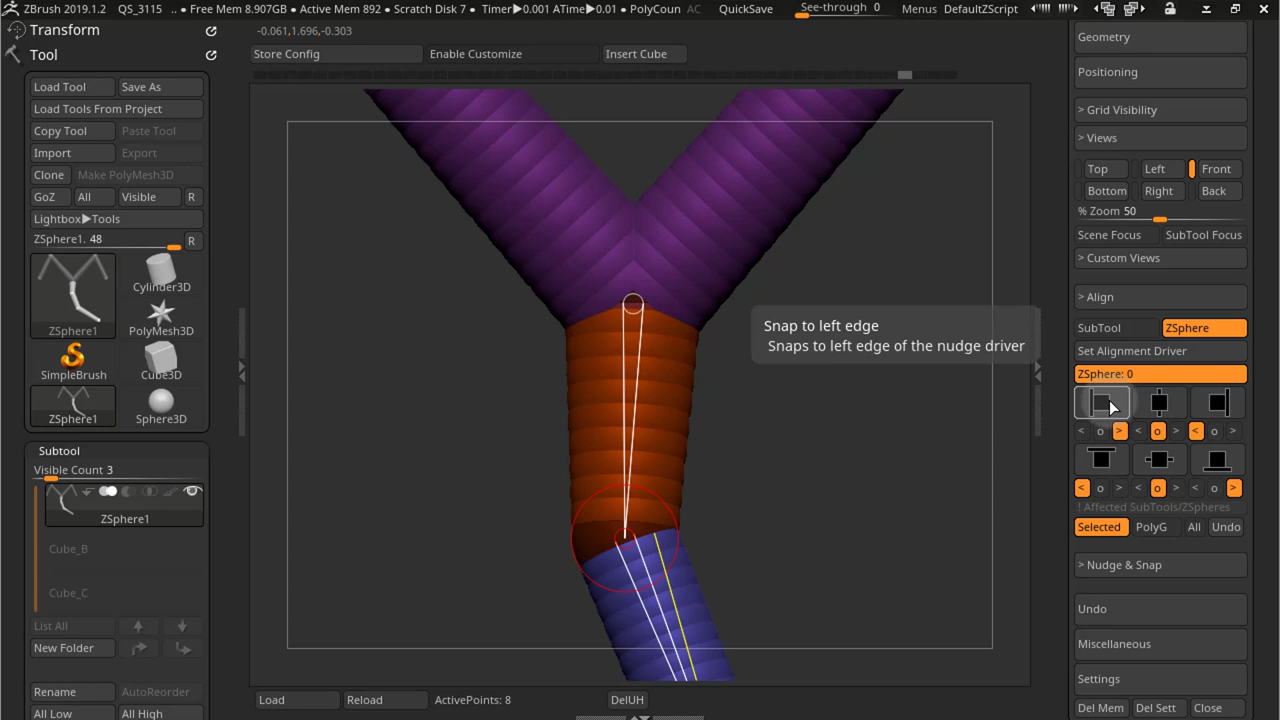 ZBrush 2019.1.2 QS_3115 .. • Free Mem 8.907GB • Active Mem 892 • Scratch Disk 7 • Timer▶0.001 ATime▶0.01 • PolyCoun AC QuickSave See-through 0 Menus DefaultZScript
Transform
Tool
-0.061,1.696,-0.303
Store Config Enable Customize Insert Cube
Load Tool Save As
Load Tools From Project
Copy Tool Paste Tool
Import Export
Clone Make PolyMesh3D
GoZ All Visible R
Lightbox▶Tools
ZSphere1. 48 R
ZSphere1
Cylinder3D
PolyMesh3D
SimpleBrush
Cube3D
ZSphere1
Sphere3D
Subtool
Visible Count 3
ZSphere1
Cube_B
Cube_C
List All
New Folder
Rename AutoReorder
All Low All High
Snap to left edge
Snaps to left edge of the nudge driver
Load Reload ActivePoints: 8 DelUH
Geometry
Positioning
> Grid Visibility
> Views
Top Left Front
Bottom Right Back
% Zoom 50
Scene Focus SubTool Focus
> Custom Views
> Align
SubTool ZSphere
Set Alignment Driver
ZSphere: 0
< o > < o > < o >
< o > < o > < o >
! Affected SubTools/ZSpheres
Selected PolyG All Undo
> Nudge & Snap
Undo
Miscellaneous
Settings
Del Mem Del Sett Close